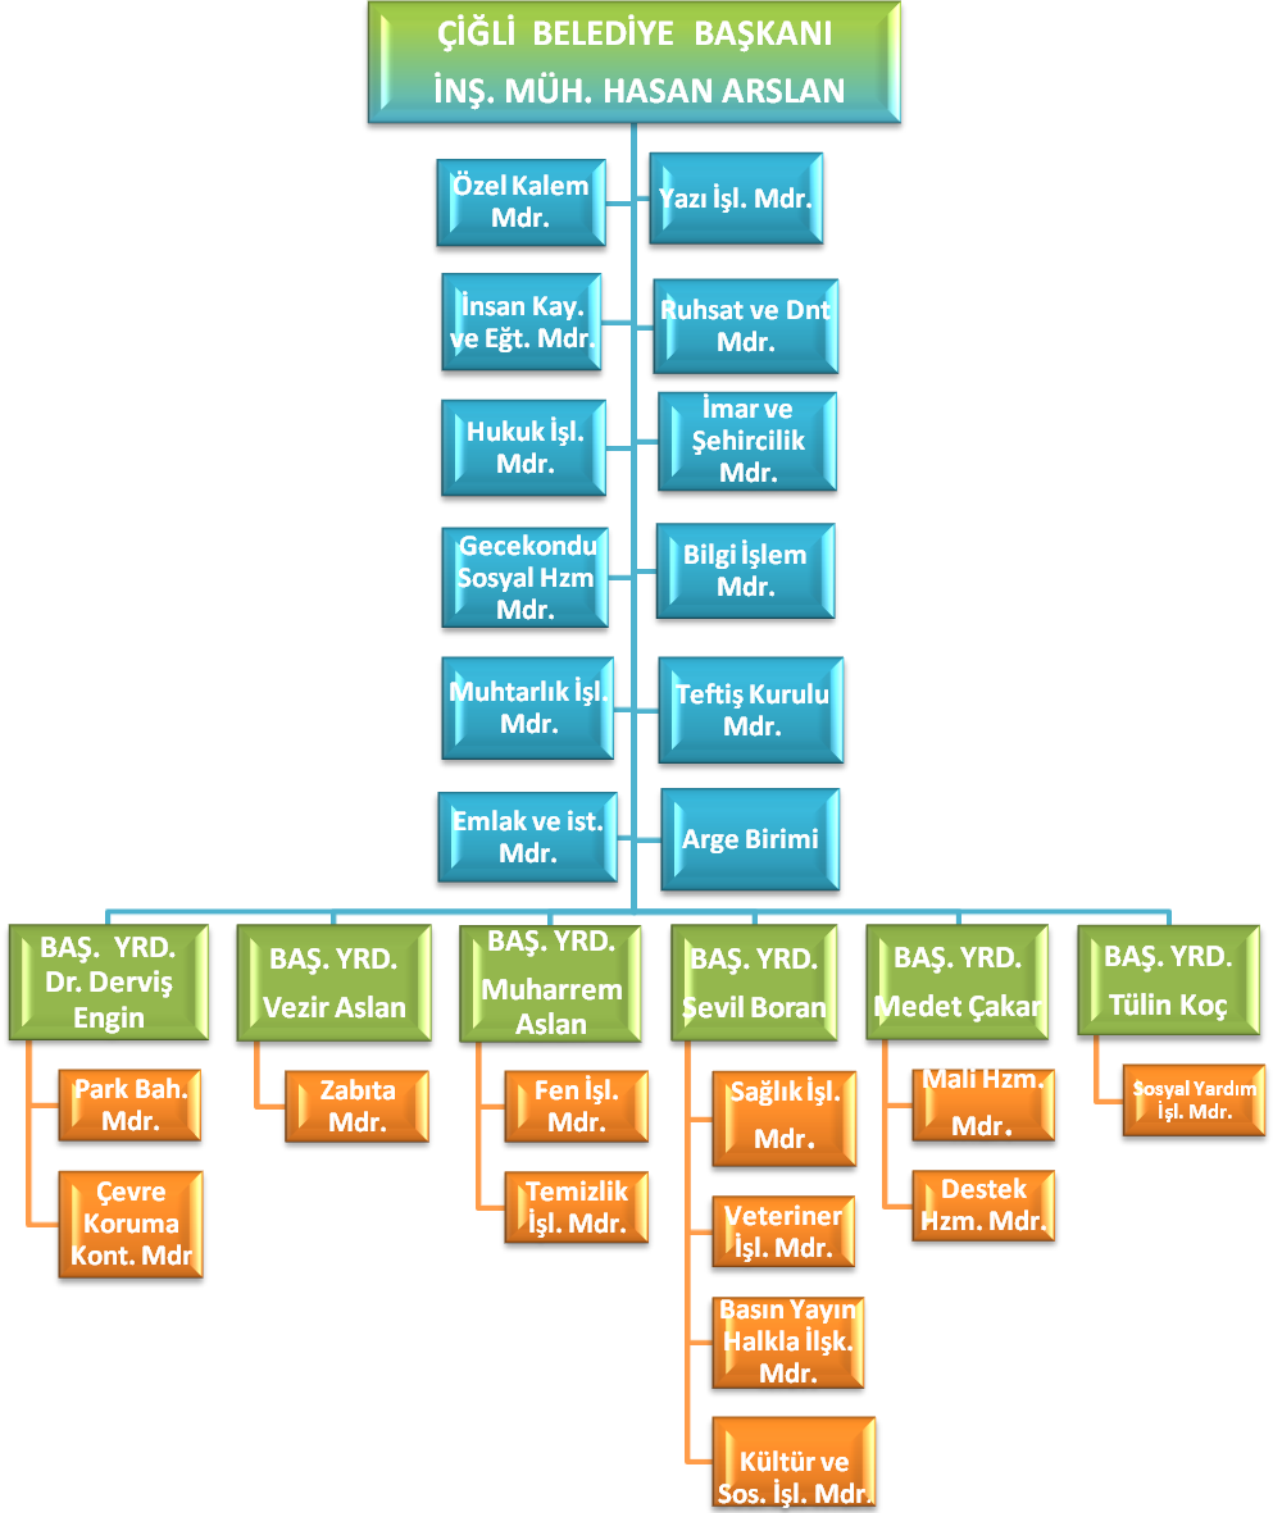 ÇİĞLİ BELEDİYE BAŞKANI
İNŞ. MÜH. HASAN ARSLAN
Özel Kalem
Mdr.
Yazı İşl. Mdr.
İnsan Kay.
ve Eğt. Mdr.
Ruhsat ve Dnt
Mdr.
Hukuk İşl.
Mdr.
İmar ve
Şehircilik
Mdr.
Gecekondu
Sosyal Hzm
Mdr.
Bilgi İşlem
Mdr.
Muhtarlık İşl.
Mdr.
Teftiş Kurulu
Mdr.
Emlak ve ist.
Mdr.
Arge Birimi
BAŞ. YRD.
Dr. Derviş
Engin
Park Bah.
Mdr.
Çevre
Koruma
Kont. Mdr
BAŞ. YRD.
Vezir Aslan
Zabıta
Mdr.
BAŞ. YRD.
Muharrem
Aslan
Fen İşl.
Mdr.
Temizlik
İşl. Mdr.
BAŞ. YRD.
Sevil Boran
Sağlık İşl.
Mdr.
Veteriner
İşl. Mdr.
Basın Yayın
Halkla İlşk.
Mdr.
Kültür ve
Sos. İşl. Mdr.
BAŞ. YRD.
Medet Çakar
Mali Hzm.
Mdr.
Destek
Hzm. Mdr.
BAŞ. YRD.
Tülin Koç
Sosyal Yardım
İşl. Mdr.